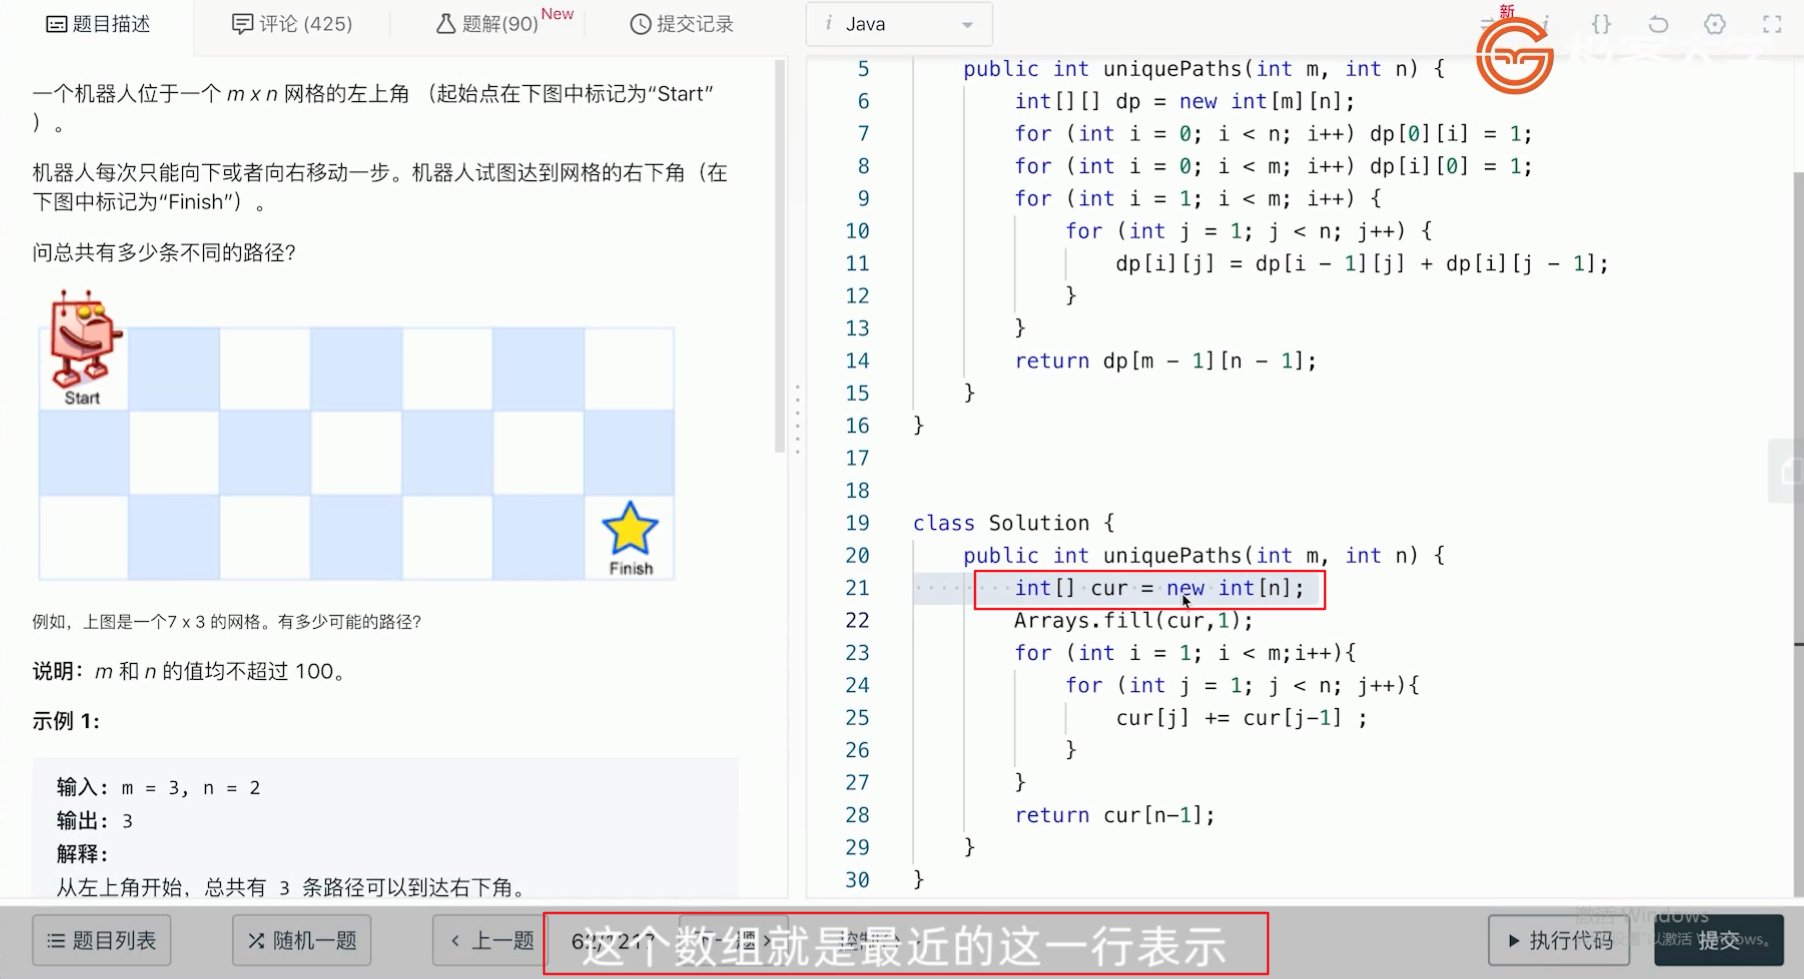 题目描述
评论 (425)
题解(90)
New
提交记录
i Java
新
i
{}
一个机器人位于一个 m x n 网格的左上角 （起始点在下图中标记为“Start”
）。
机器人每次只能向下或者向右移动一步。机器人试图达到网格的右下角（在
下图中标记为“Finish”）。
问总共有多少条不同的路径？
Start
Finish
例如，上图是一个7 x 3 的网格。有多少可能的路径？
说明：m 和 n 的值均不超过 100。
示例 1:
输入: m = 3, n = 2
输出: 3
解释:
从左上角开始，总共有 3 条路径可以到达右下角。
5 public int uniquePaths(int m, int n) {
6 int[][] dp = new int[m][n];
7 for (int i = 0; i < n; i++) dp[0][i] = 1;
8 for (int i = 0; i < m; i++) dp[i][0] = 1;
9 for (int i = 1; i < m; i++) {
10 for (int j = 1; j < n; j++) {
11 dp[i][j] = dp[i - 1][j] + dp[i][j - 1];
12 }
13 }
14 return dp[m - 1][n - 1];
15 }
16 }
17
18
19 class Solution {
20 public int uniquePaths(int m, int n) {
21 int[] cur = new int[n];
22 Arrays.fill(cur,1);
23 for (int i = 1; i < m;i++){
24 for (int j = 1; j < n; j++){
25 cur[j] += cur[j-1] ;
26 }
27 }
28 return cur[n-1];
29 }
30 }
题目列表
随机一题
< 上一题
这个数组就是最近的这一行表示
激活 Windows
执行代码
提交